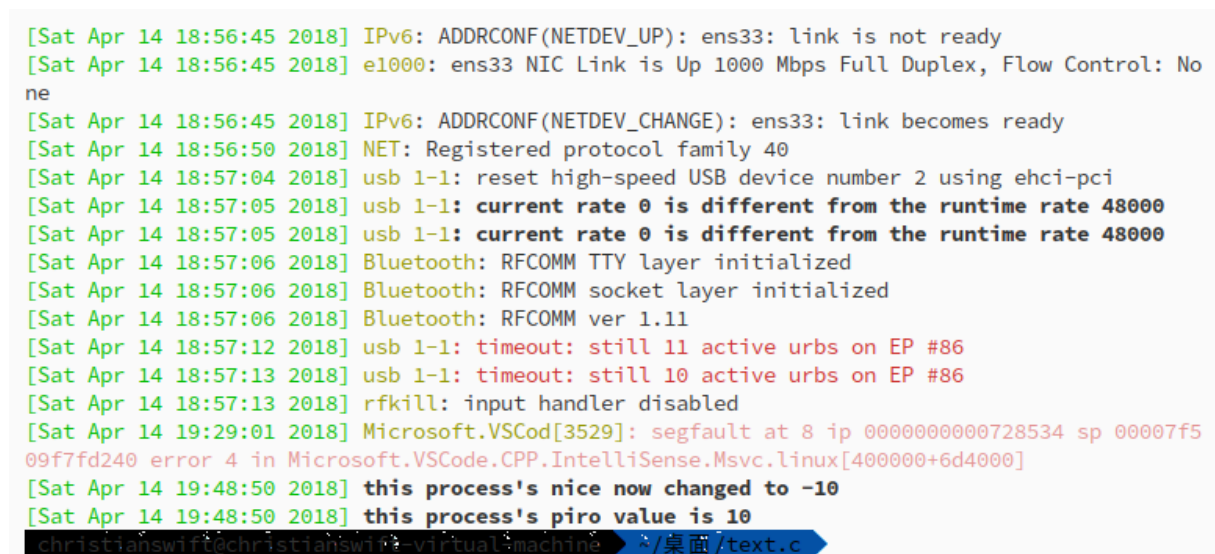 [Sat Apr 14 18:56:45 2018] IPv6: ADDRCONF(NETDEV_UP): ens33: link is not ready
[Sat Apr 14 18:56:45 2018] e1000: ens33 NIC Link is Up 1000 Mbps Full Duplex, Flow Control: No
ne
[Sat Apr 14 18:56:45 2018] IPv6: ADDRCONF(NETDEV_CHANGE): ens33: link becomes ready
[Sat Apr 14 18:56:50 2018] NET: Registered protocol family 40
[Sat Apr 14 18:57:04 2018] usb 1-1: reset high-speed USB device number 2 using ehci-pci
[Sat Apr 14 18:57:05 2018] usb 1-1: current rate 0 is different from the runtime rate 48000
[Sat Apr 14 18:57:05 2018] usb 1-1: current rate 0 is different from the runtime rate 48000
[Sat Apr 14 18:57:06 2018] Bluetooth: RFCOMM TTY layer initialized
[Sat Apr 14 18:57:06 2018] Bluetooth: RFCOMM socket layer initialized
[Sat Apr 14 18:57:06 2018] Bluetooth: RFCOMM ver 1.11
[Sat Apr 14 18:57:12 2018] usb 1-1: timeout: still 11 active urbs on EP #86
[Sat Apr 14 18:57:13 2018] usb 1-1: timeout: still 10 active urbs on EP #86
[Sat Apr 14 18:57:13 2018] rfkill: input handler disabled
[Sat Apr 14 19:29:01 2018] Microsoft.VSCod[3529]: segfault at 8 ip 0000000000728534 sp 00007f5
09f7fd240 error 4 in Microsoft.VSCode.CPP.IntelliSense.Msvc.linux[400000+6d4000]
[Sat Apr 14 19:48:50 2018] this process's nice now changed to -10
[Sat Apr 14 19:48:50 2018] this process's piro value is 10
christianswift@christianswift-virtual-machine ~/桌面/text.c